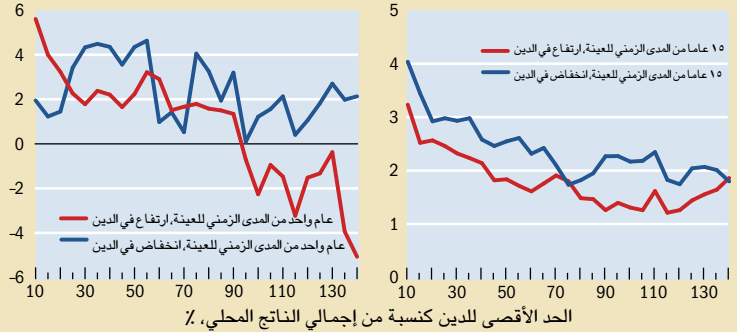 6
4
2
0
-2
-4
-6
عام واحد من المدى الزمني للعينة، ارتفاع في الدين
عام واحد من المدى الزمني للعينة، انخفاض في الدين
10 30 50 70 90 110 130
5
4
3
2
1
0
١٥ عاما من المدى الزمني للعينة، ارتفاع في الدين
١٥ عاما من المدى الزمني للعينة، انخفاض في الدين
10 30 50 70 90 110 130
الحد الأقصى للدين كنسبة من إجمالي الناتج المحلي، ٪